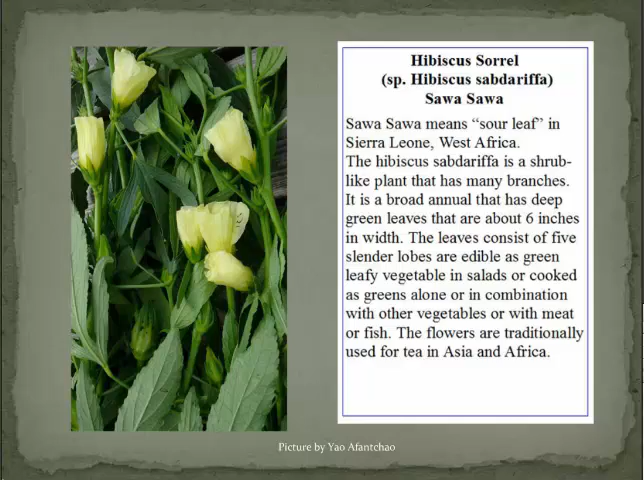 Hibiscus Sorrel
(sp. Hibiscus sabdariffa)
Sawa Sawa
Sawa Sawa means “sour leaf” in
Sierra Leone, West Africa.
The hibiscus sabdariffa is a shrub-
like plant that has many branches.
It is a broad annual that has deep
green leaves that are about 6 inches
in width. The leaves consist of five
slender lobes are edible as green
leafy vegetable in salads or cooked
as greens alone or in combination
with other vegetables or with meat
or fish. The flowers are traditionally
used for tea in Asia and Africa.
Picture by Yao Afantchao